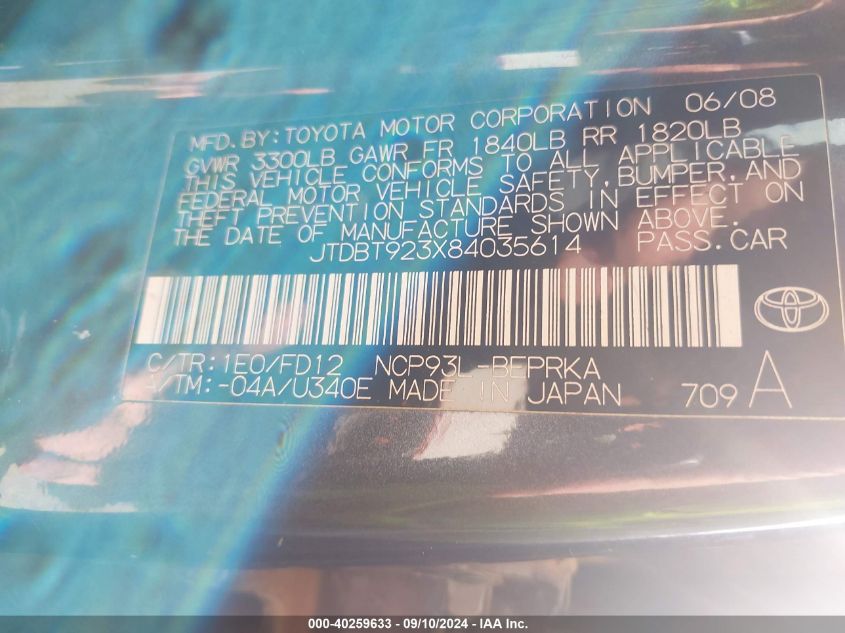 MFD.BY:TOYOTA MOTOR CORPORATION 06/08
GVWR 3300LB GAWR FR 1840LB RR 1820LB
THIS VEHICLE CONFORMS TO ALL APPLICABLE
FEDERAL MOTOR VEHICLE SAFETY,BUMPER,AND
THEFT PREVENTION STANDARDS IN EFFECT ON
THE DATE OF MANUFACTURE SHOWN ABOVE.
JTDBT923X84035614 PASS.CAR
C/TR:1E0/FD12 NCP93L-BEPRKA
A/TM:-04A/U340E MADE IN JAPAN 709 A
000-40259633 - 09/10/2024 - IAA Inc.